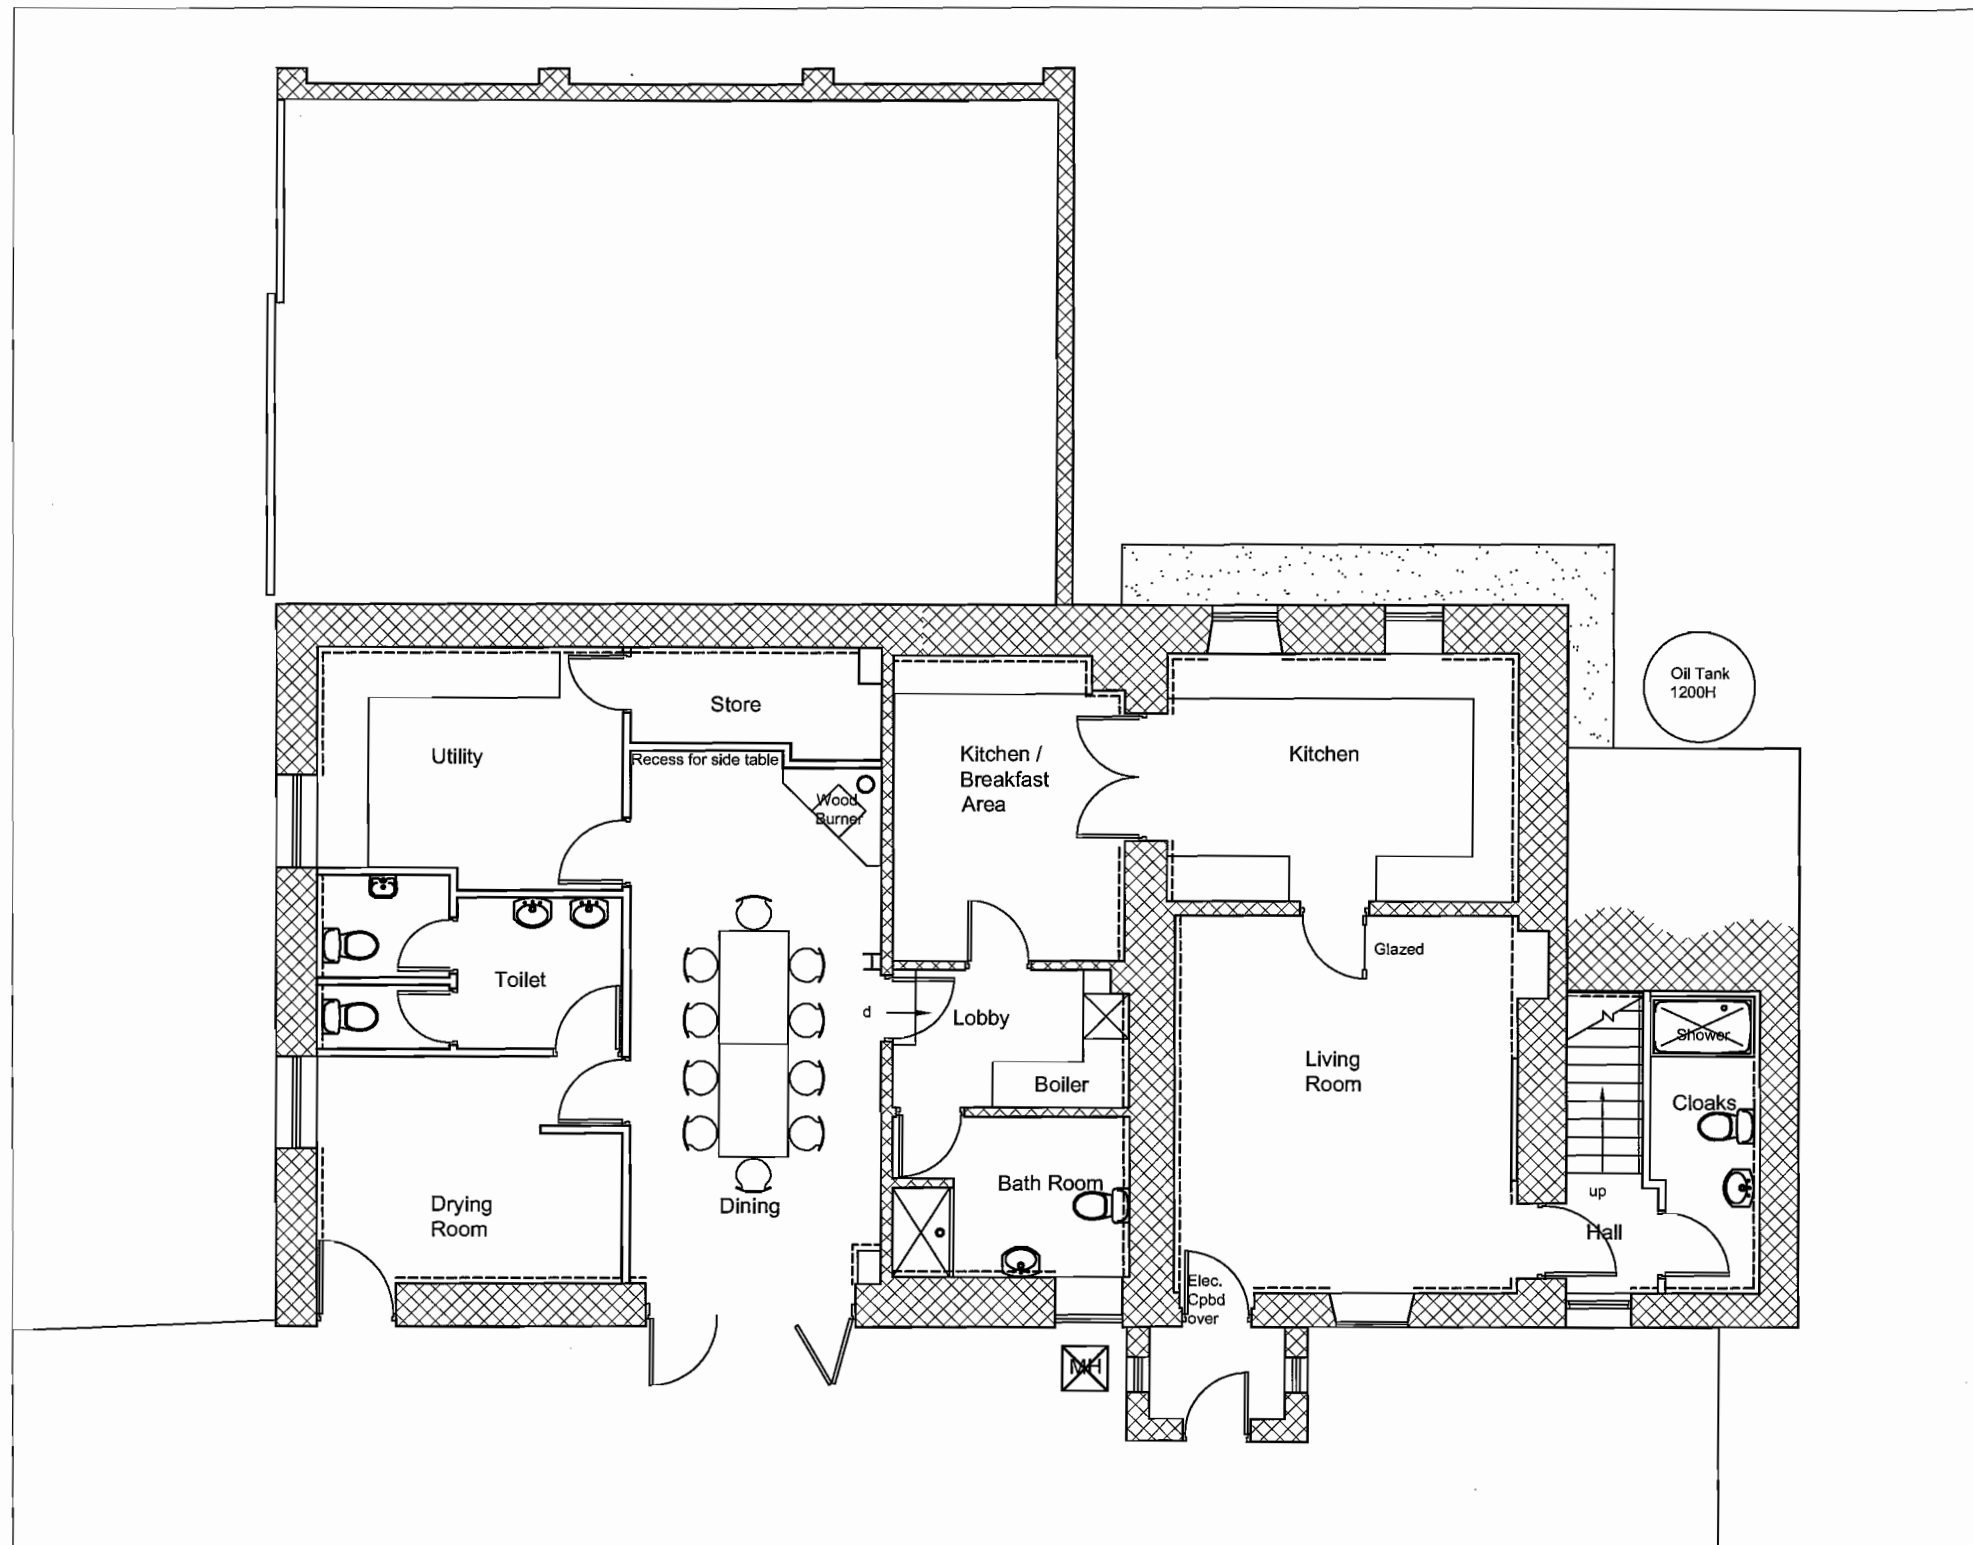 Oil Tank
1200H
Store
Utility
Recess for side table
Kitchen /
Breakfast
Area
Kitchen
Wood
Burner
Glazed
Toilet
d
Lobby
Shower
Living
Room
Boiler
Cloaks
Bath Room
up
Drying
Room
Dining
Hall
Elec.
Cpbd
over
MH